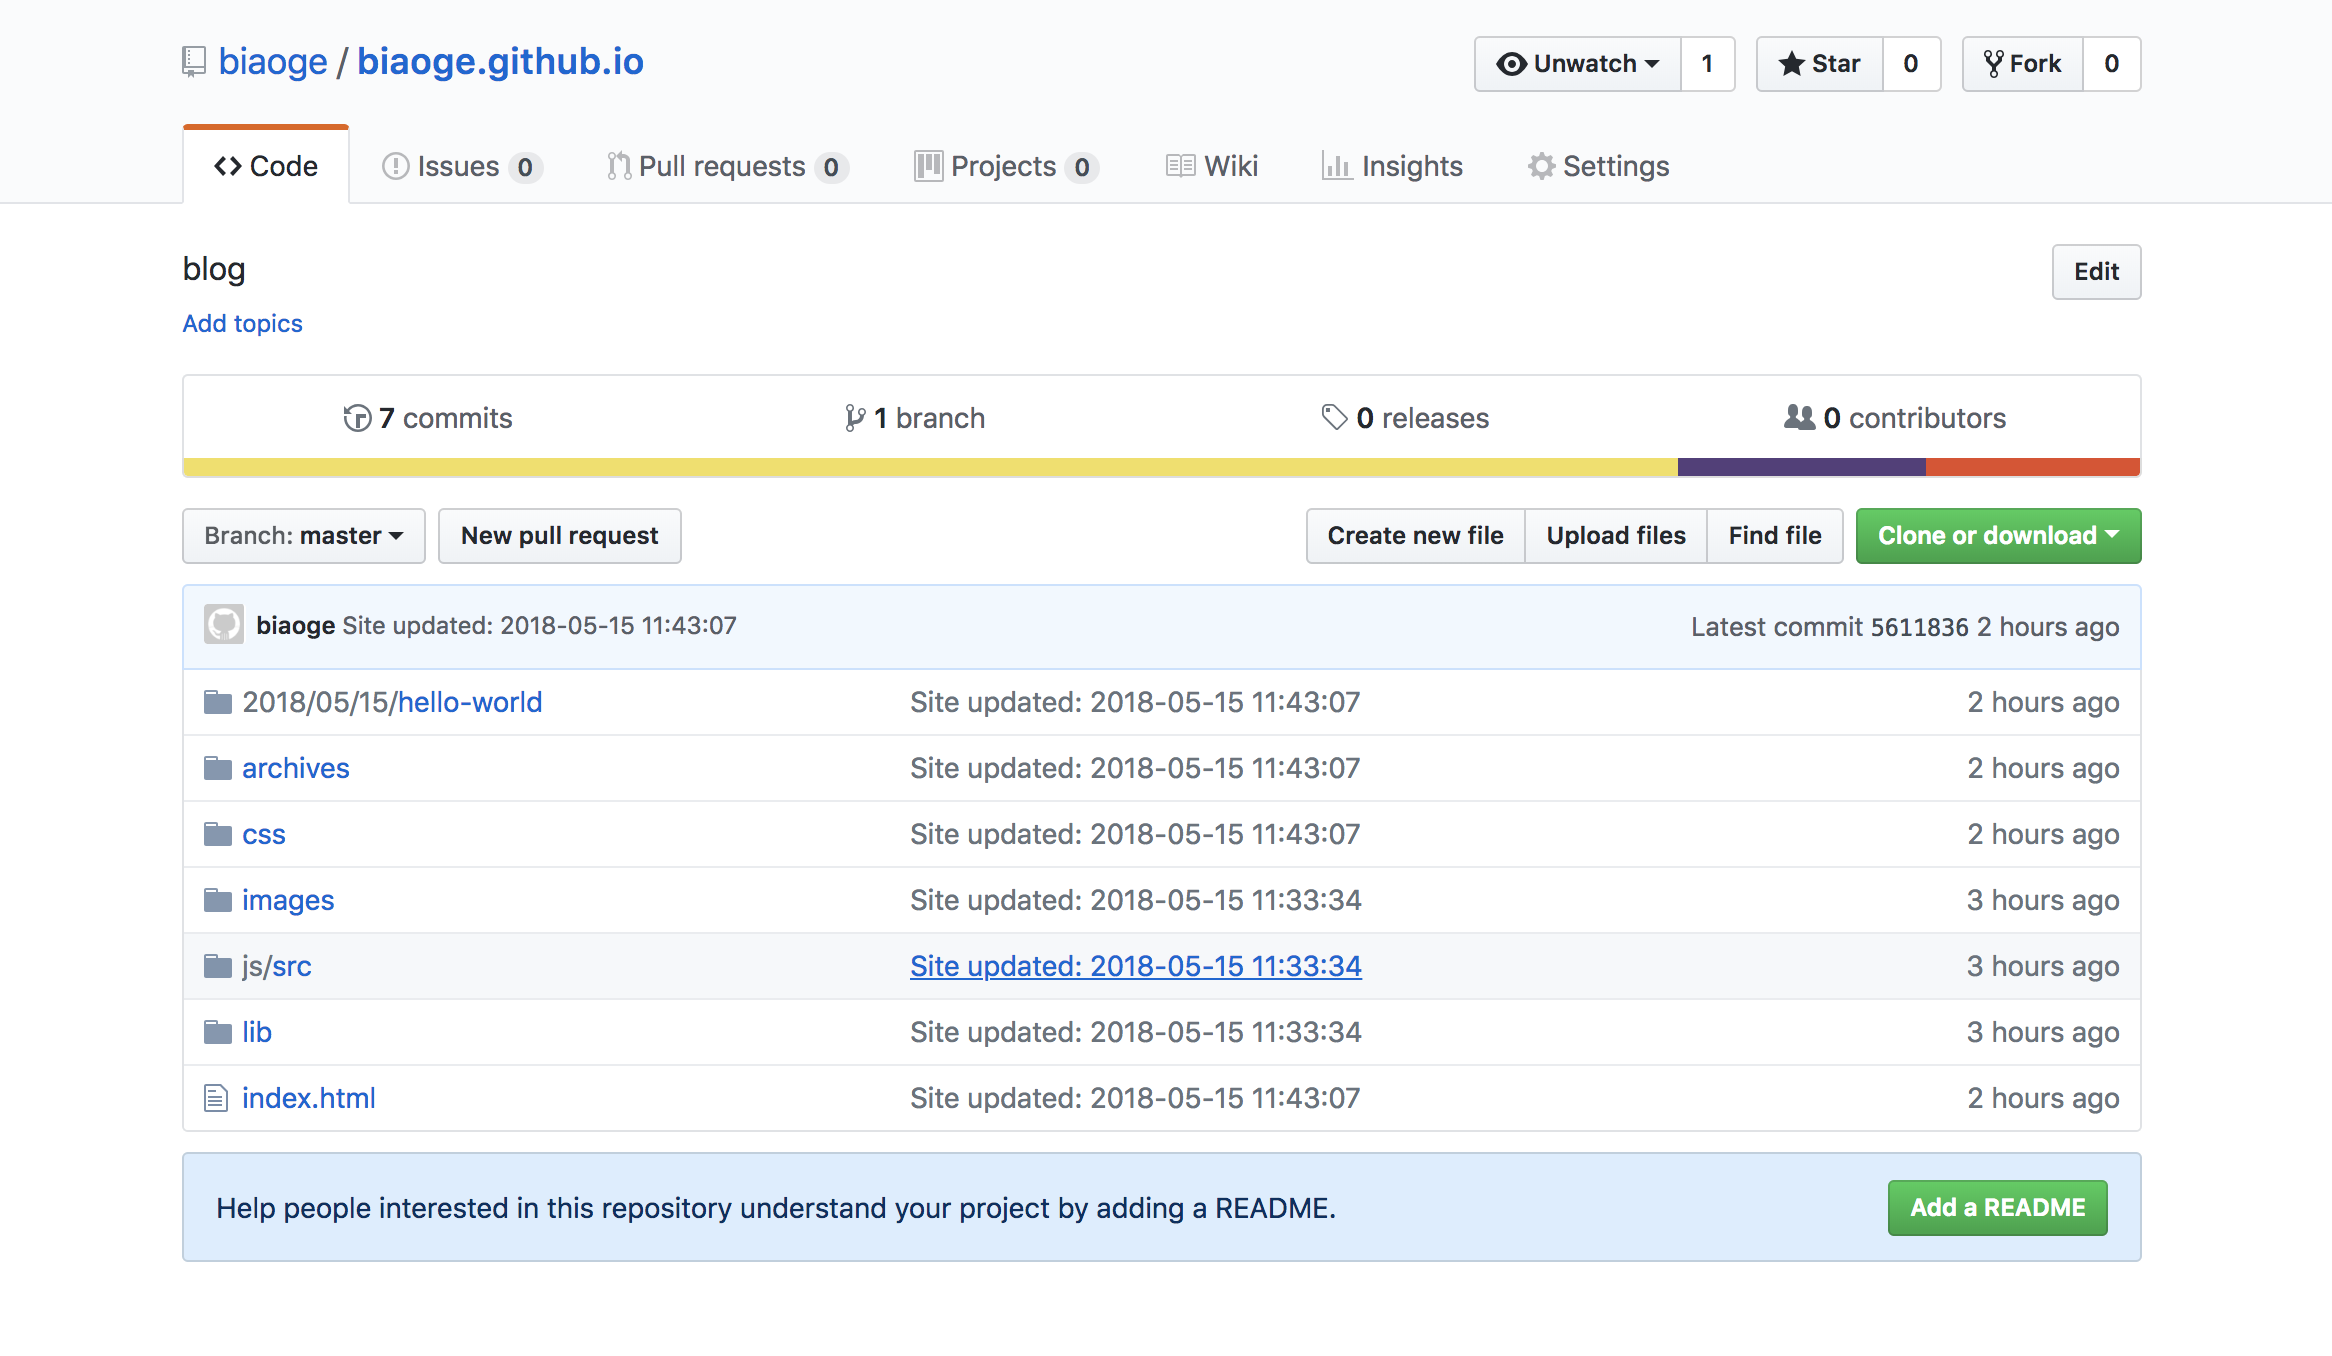 biaoge / biaoge.github.io
Unwatch 1 Star 0 Fork 0
Code Issues 0 Pull requests 0 Projects 0 Wiki Insights Settings
blog
Edit
Add topics
7 commits 1 branch 0 releases 0 contributors
Branch: master New pull request Create new file Upload files Find file Clone or download
biaoge Site updated: 2018-05-15 11:43:07 Latest commit 5611836 2 hours ago
2018/05/15/hello-world Site updated: 2018-05-15 11:43:07 2 hours ago
archives Site updated: 2018-05-15 11:43:07 2 hours ago
css Site updated: 2018-05-15 11:43:07 2 hours ago
images Site updated: 2018-05-15 11:33:34 3 hours ago
js/src Site updated: 2018-05-15 11:33:34 3 hours ago
lib Site updated: 2018-05-15 11:33:34 3 hours ago
index.html Site updated: 2018-05-15 11:43:07 2 hours ago
Help people interested in this repository understand your project by adding a README. Add a README